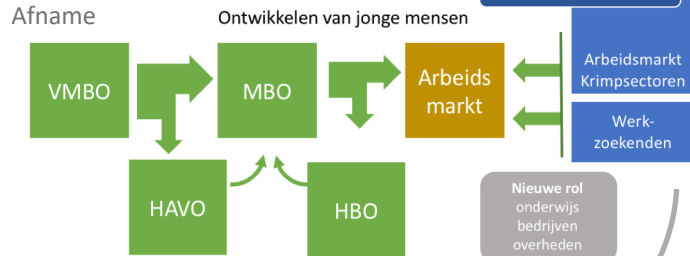 Afname
Ontwikkelen van jonge mensen
VMBO
MBO
Arbeids
markt
Arbeidsmarkt
Krimpsectoren
Werk-
zoekenden
HAVO
HBO
Nieuwe rol
onderwijs
bedrijven
overheden